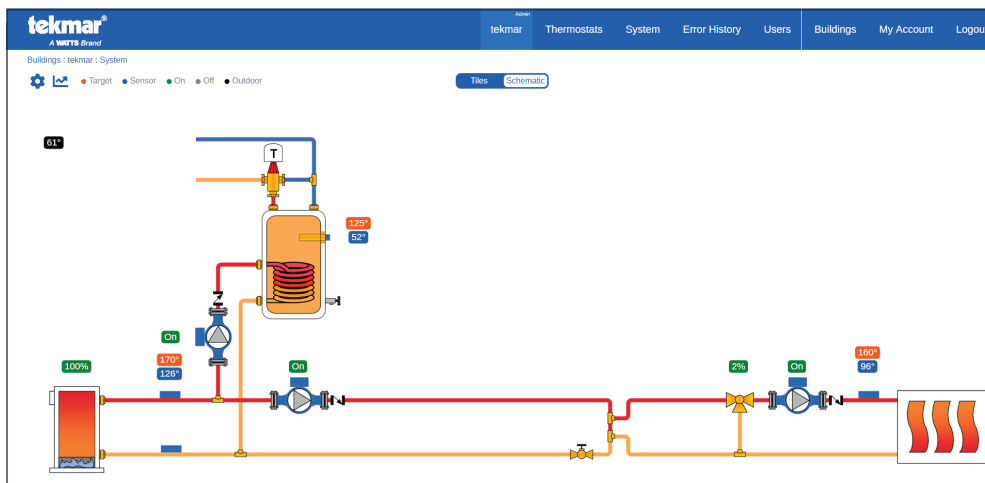 tekmar®
A WATTS Brand
Admin
tekmar
Thermostats
System
Error History
Users
Buildings
My Account
Logou
Buildings : tekmar : System
Target
Sensor
On
Off
Outdoor
Tiles
Schematic
61°
T
125°
52°
On
170°
126°
100%
On
2%
On
160°
96°